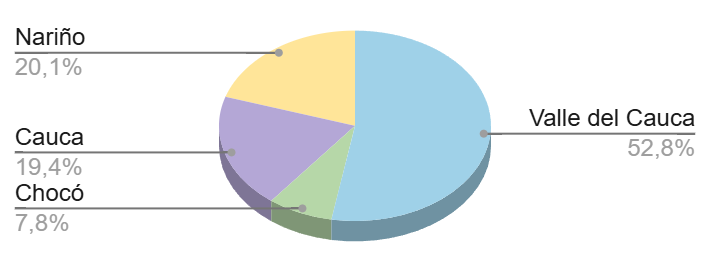 Nariño
20,1%
Valle del Cauca
52,8%
Cauca
19,4%
Chocó
7,8%